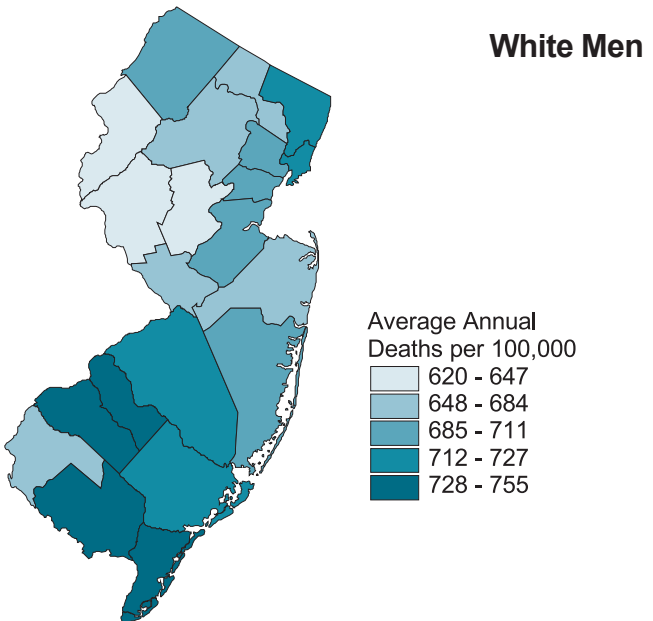 White Men
Average Annual
Deaths per 100,000
620 - 647
648 - 684
685 - 711
712 - 727
728 - 755